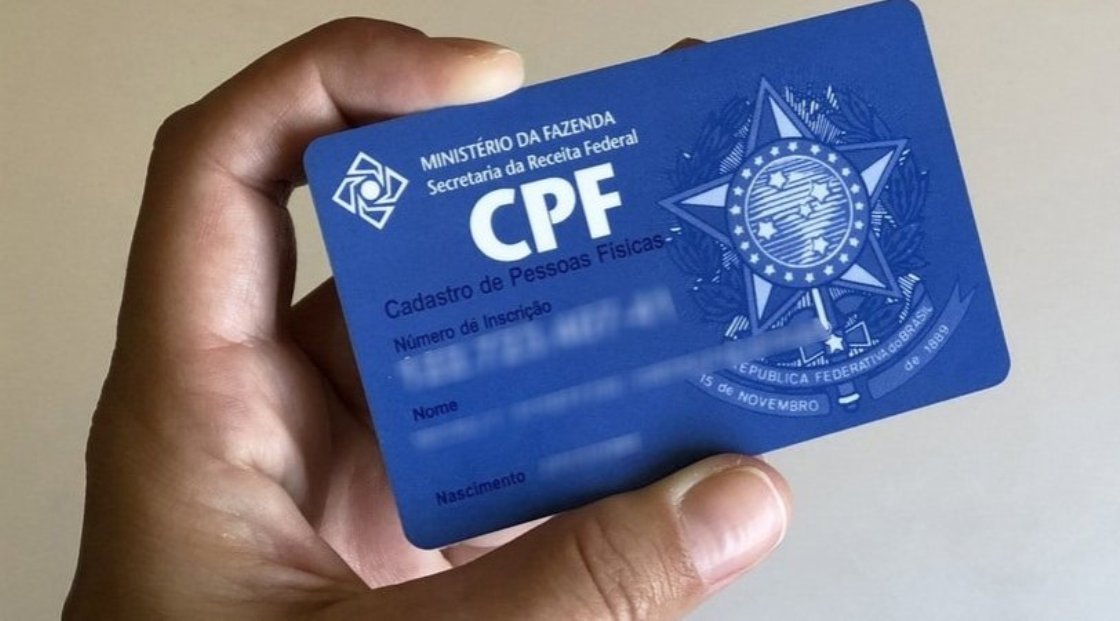 MINISTÉRIO DA FAZENDA
Secretaria da Receita Federal
CPF
Cadastro de Pessoas Físicas
Número de Inscrição
Nome
Nascimento
REPUBLICA FEDERATIVA do BRASIL
15 de NOVEMBRO de 1889